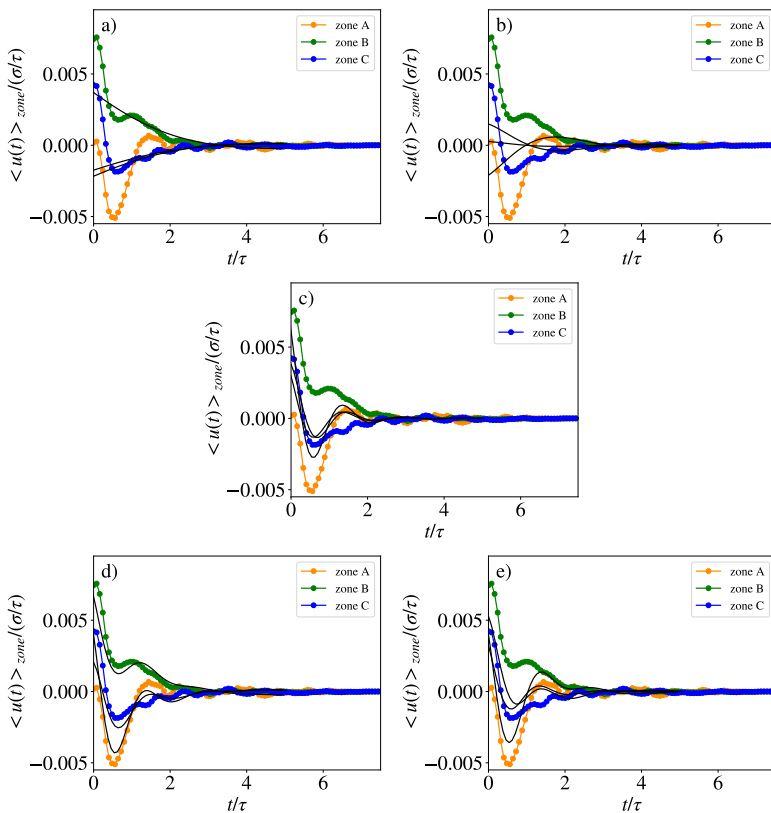 a)
zone A
zone B
zone C
0.005
0.000
−0.005
0 2 4 6
t/τ
< u(t) > zone/(σ/τ)
b)
zone A
zone B
zone C
0.005
0.000
−0.005
0 2 4 6
t/τ
< u(t) > zone/(σ/τ)
c)
zone A
zone B
zone C
0.005
0.000
−0.005
0 2 4 6
t/τ
< u(t) > zone/(σ/τ)
d)
zone A
zone B
zone C
0.005
0.000
−0.005
0 2 4 6
t/τ
< u(t) > zone/(σ/τ)
e)
zone A
zone B
zone C
0.005
0.000
−0.005
0 2 4 6
t/τ
< u(t) > zone/(σ/τ)